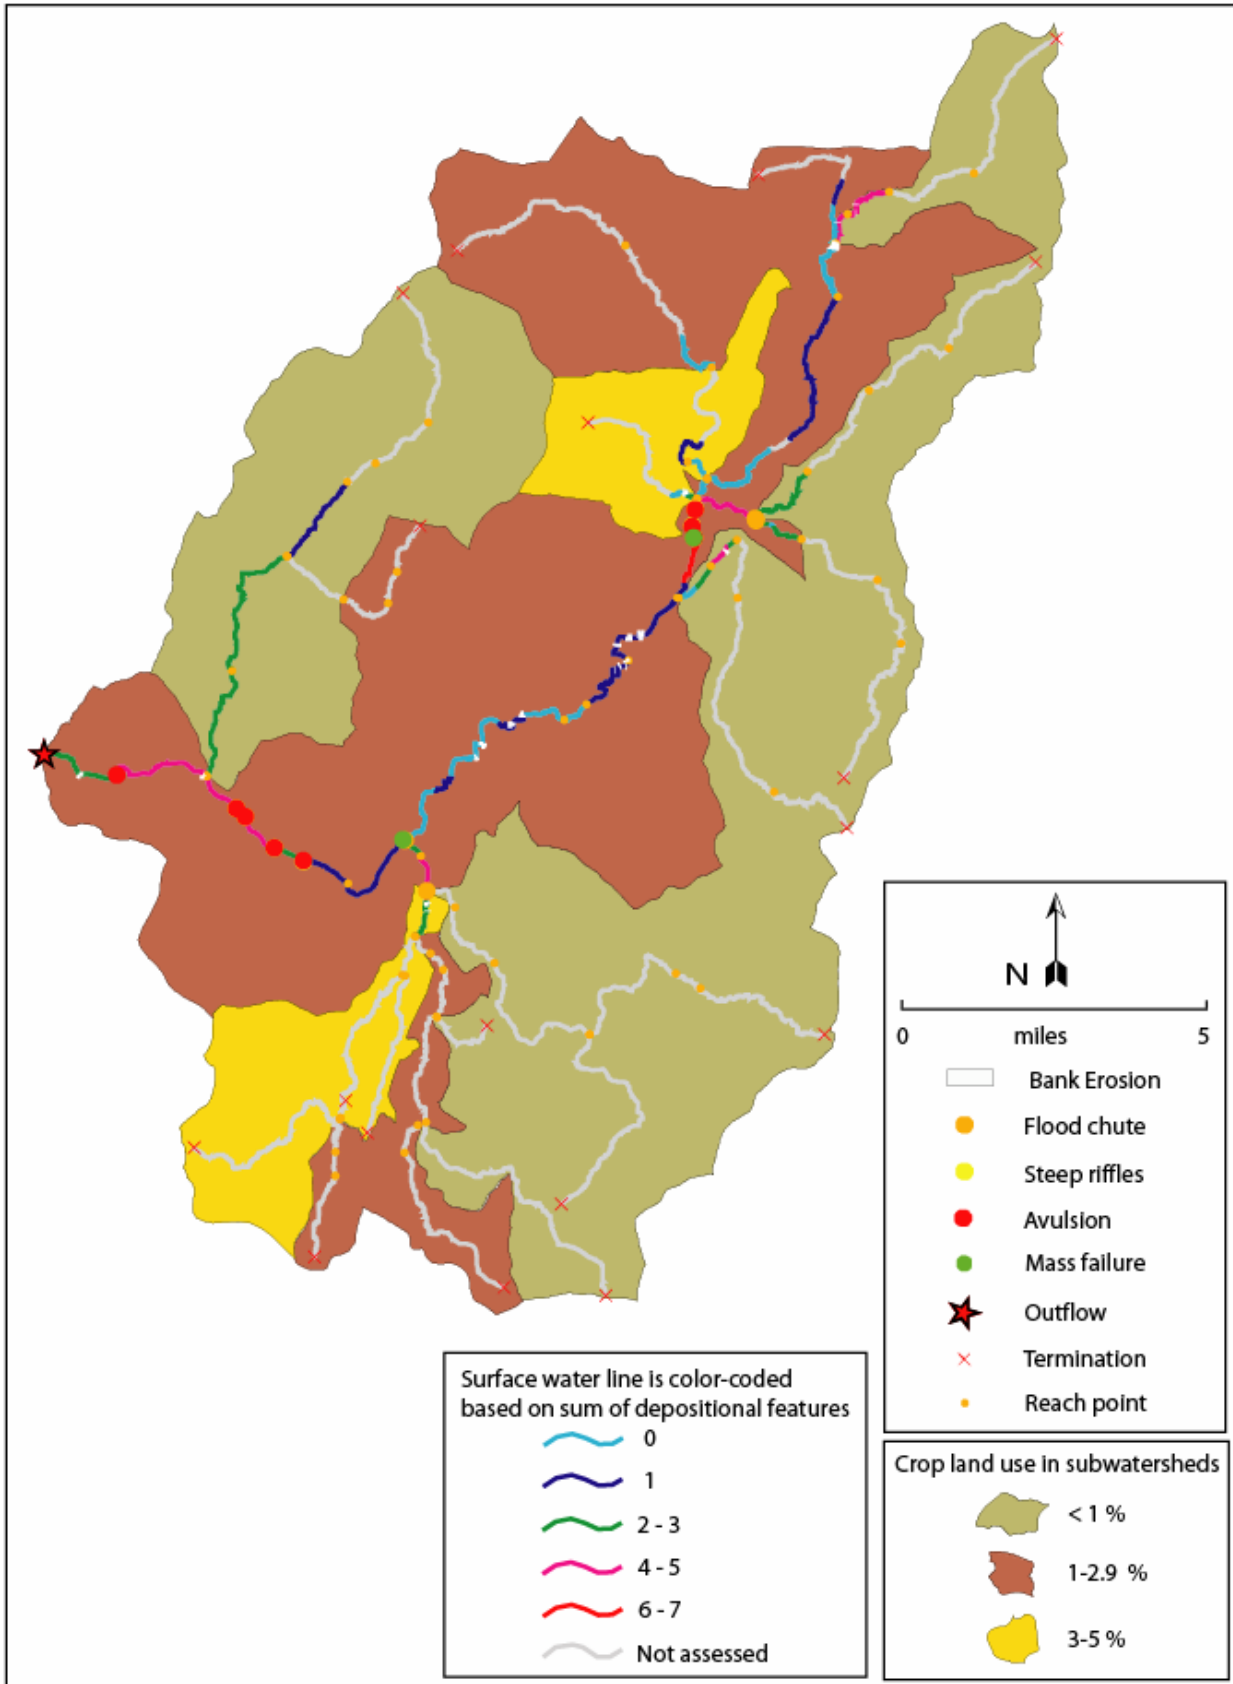 N
0 miles 5
Bank Erosion
Flood chute
Steep riffles
Avulsion
Mass failure
Outflow
Termination
Reach point
Surface water line is color-coded
based on sum of depositional features
0
1
2 - 3
4 - 5
6 - 7
Not assessed
Crop land use in subwatersheds
< 1 %
1-2.9 %
3-5 %